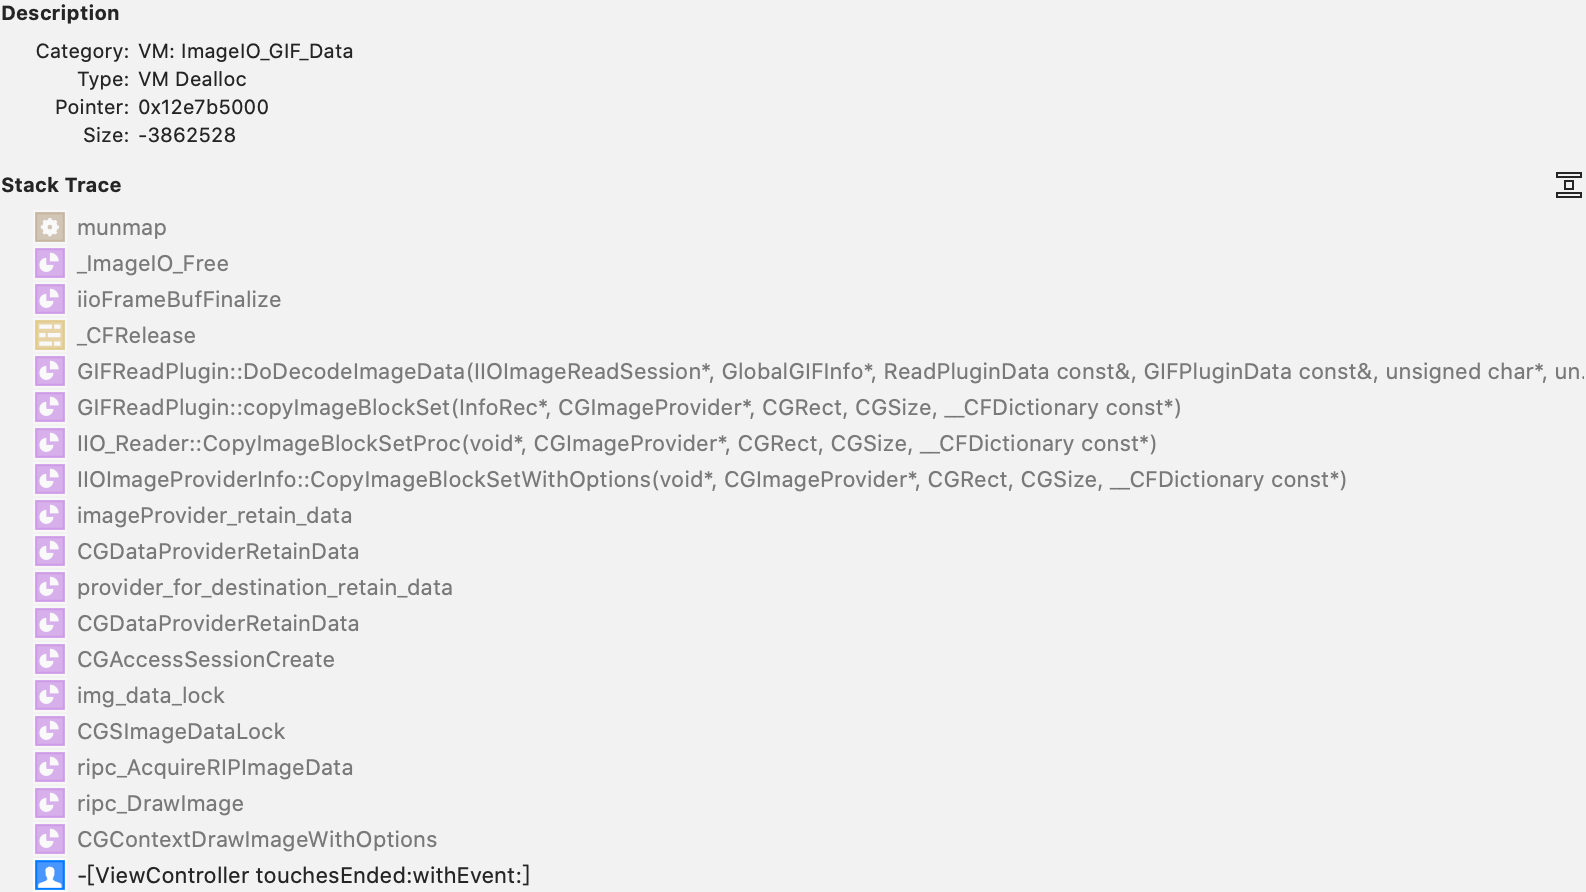 Description
Category: VM: ImageIO_GIF_Data
Type: VM Dealloc
Pointer: 0x12e7b5000
Size: -3862528
Stack Trace
munmap
_ImageIO_Free
iioFrameBufFinalize
_CFRelease
GIFReadPlugin::DoDecodeImageData(IIOImageReadSession*, GlobalGIFInfo*, ReadPluginData const&, GIFPluginData const&, unsigned char*, un...
GIFReadPlugin::copyImageBlockSet(InfoRec*, CGImageProvider*, CGRect, CGSize, __CFDictionary const*)
IIO_Reader::CopyImageBlockSetProc(void*, CGImageProvider*, CGRect, CGSize, __CFDictionary const*)
IIOImageProviderInfo::CopyImageBlockSetWithOptions(void*, CGImageProvider*, CGRect, CGSize, __CFDictionary const*)
imageProvider_retain_data
CGDataProviderRetainData
provider_for_destination_retain_data
CGDataProviderRetainData
CGAccessSessionCreate
img_data_lock
CGSImageDataLock
ripc_AcquireRIPImageData
ripc_DrawImage
CGContextDrawImageWithOptions
-[ViewController touchesEnded:withEvent:]